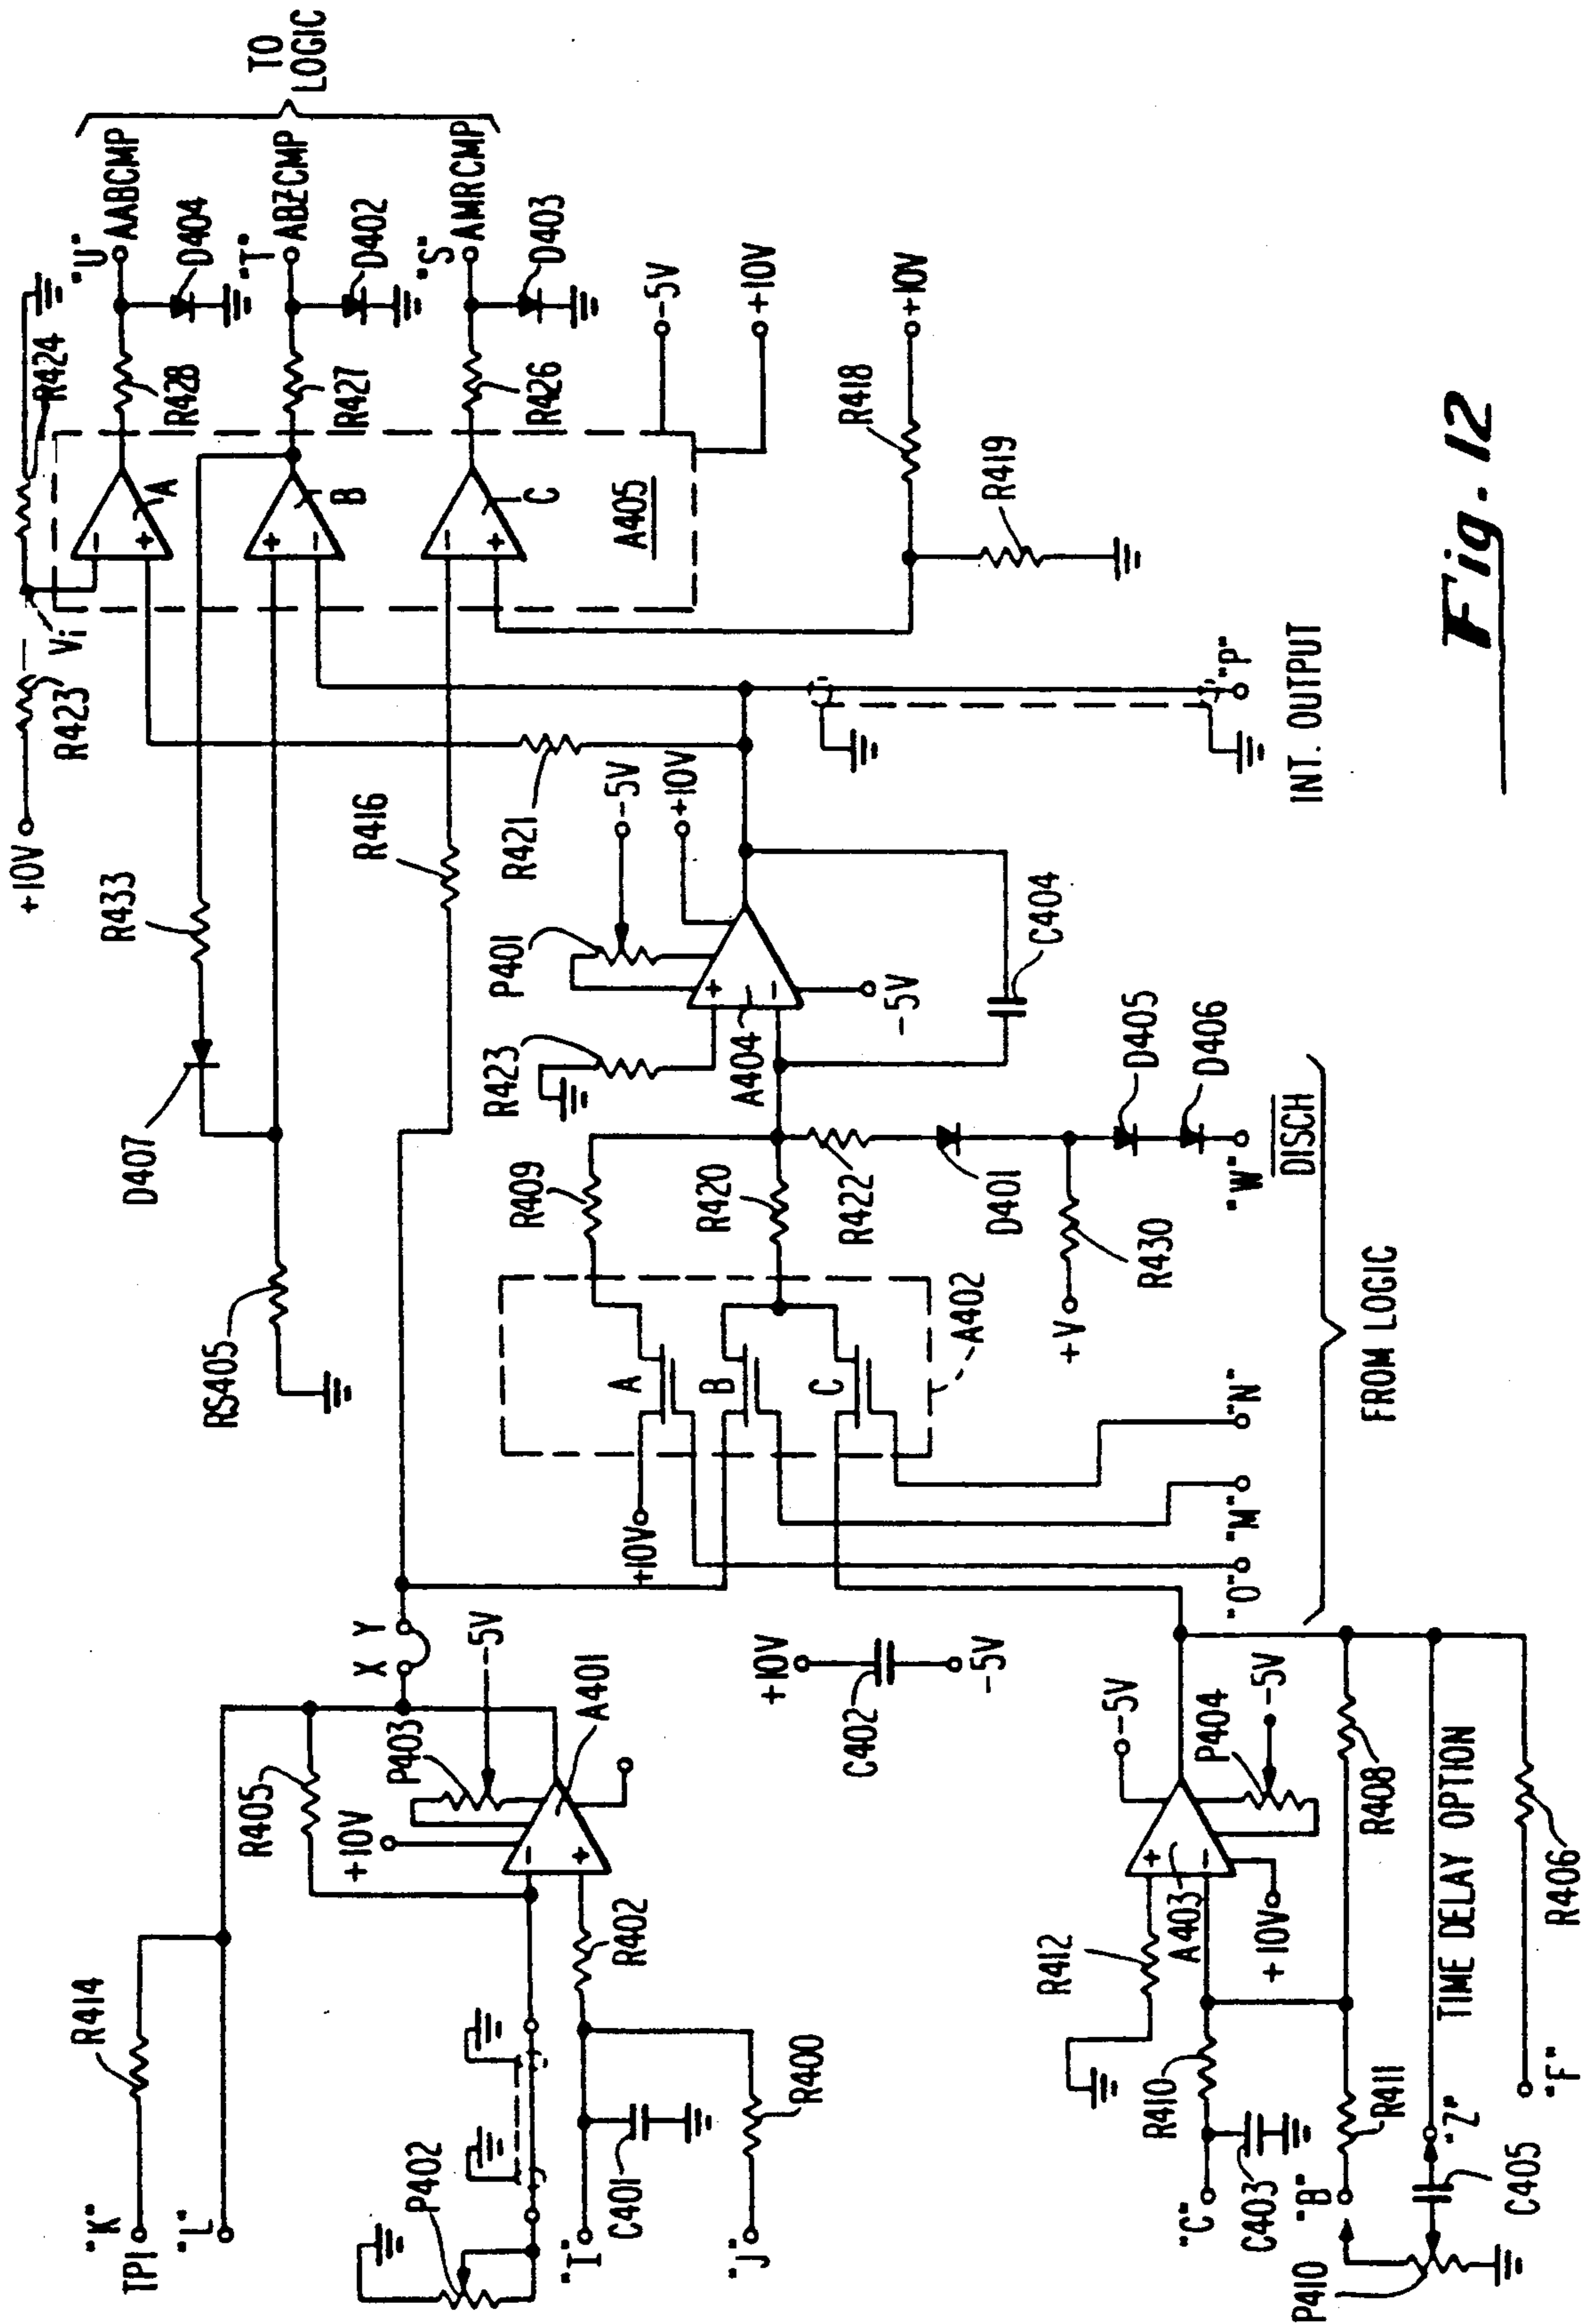 "K"
TP1
R414
"L"
R405
P403
-5V
+10V
A401
X Y
P402
R402
"I"
C401
"J"
R400
+10V
C402
-5V
R412
A403
-5V
P404
-5V
+10V
"C"
R410
C403
"B"
R411
R408
P410
"Z"
C405
TIME DELAY OPTION
"F"
R406
RS405
D407
R433
+10V
R423
Vi
R424
R416
R421
R409
R420
R422
D401
R430
+V
D405
D406
"W"
DISCH
A
B
C
A402
+10V
"O"
"M"
"N"
FROM LOGIC
R423
P401
-5V
+10V
A404
-5V
C404
"P"
INT. OUTPUT
A
B
C
A405
R428
R427
R426
"U"
AABCMP
D404
"T"
ABZCMP
D402
"S"
AMRCMP
D403
TO
LOGIC
-5V
+10V
R418
+10V
R419
Fig. 12